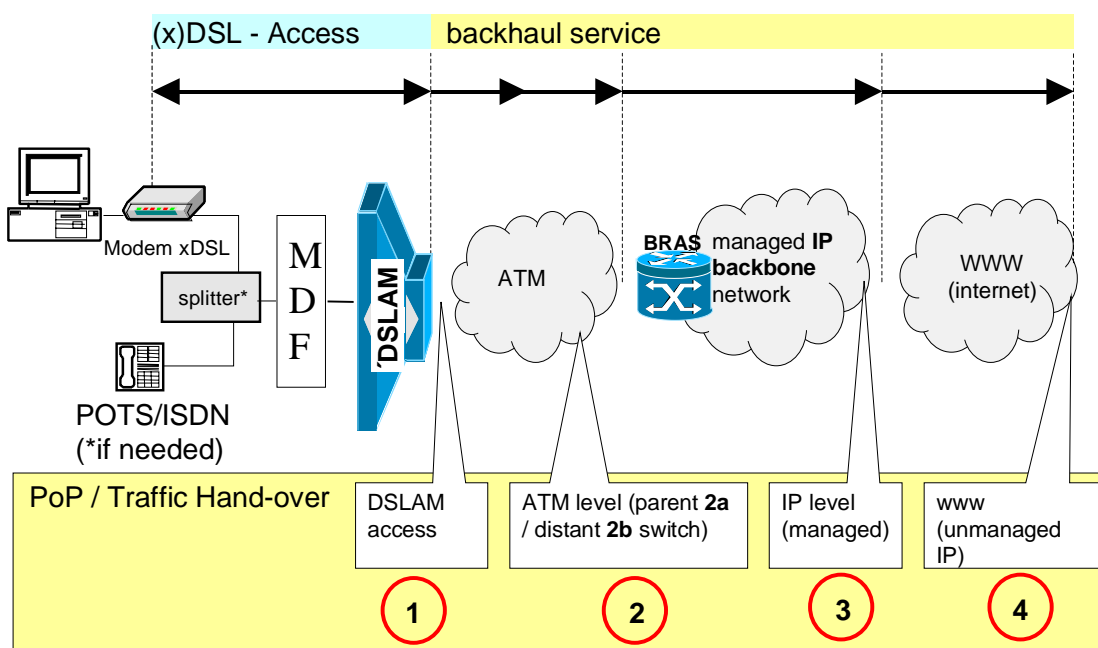 (x)DSL - Access
backhaul service
Modem xDSL
splitter*
POTS/ISDN
(*if needed)
M
D
F
´DSLAM
ATM
BRAS
managed IP
backbone
network
WWW
(internet)
PoP / Traffic Hand-over
DSLAM
access
ATM level (parent 2a
/ distant 2b switch)
IP level
(managed)
www
(unmanaged
IP)
1
2
3
4